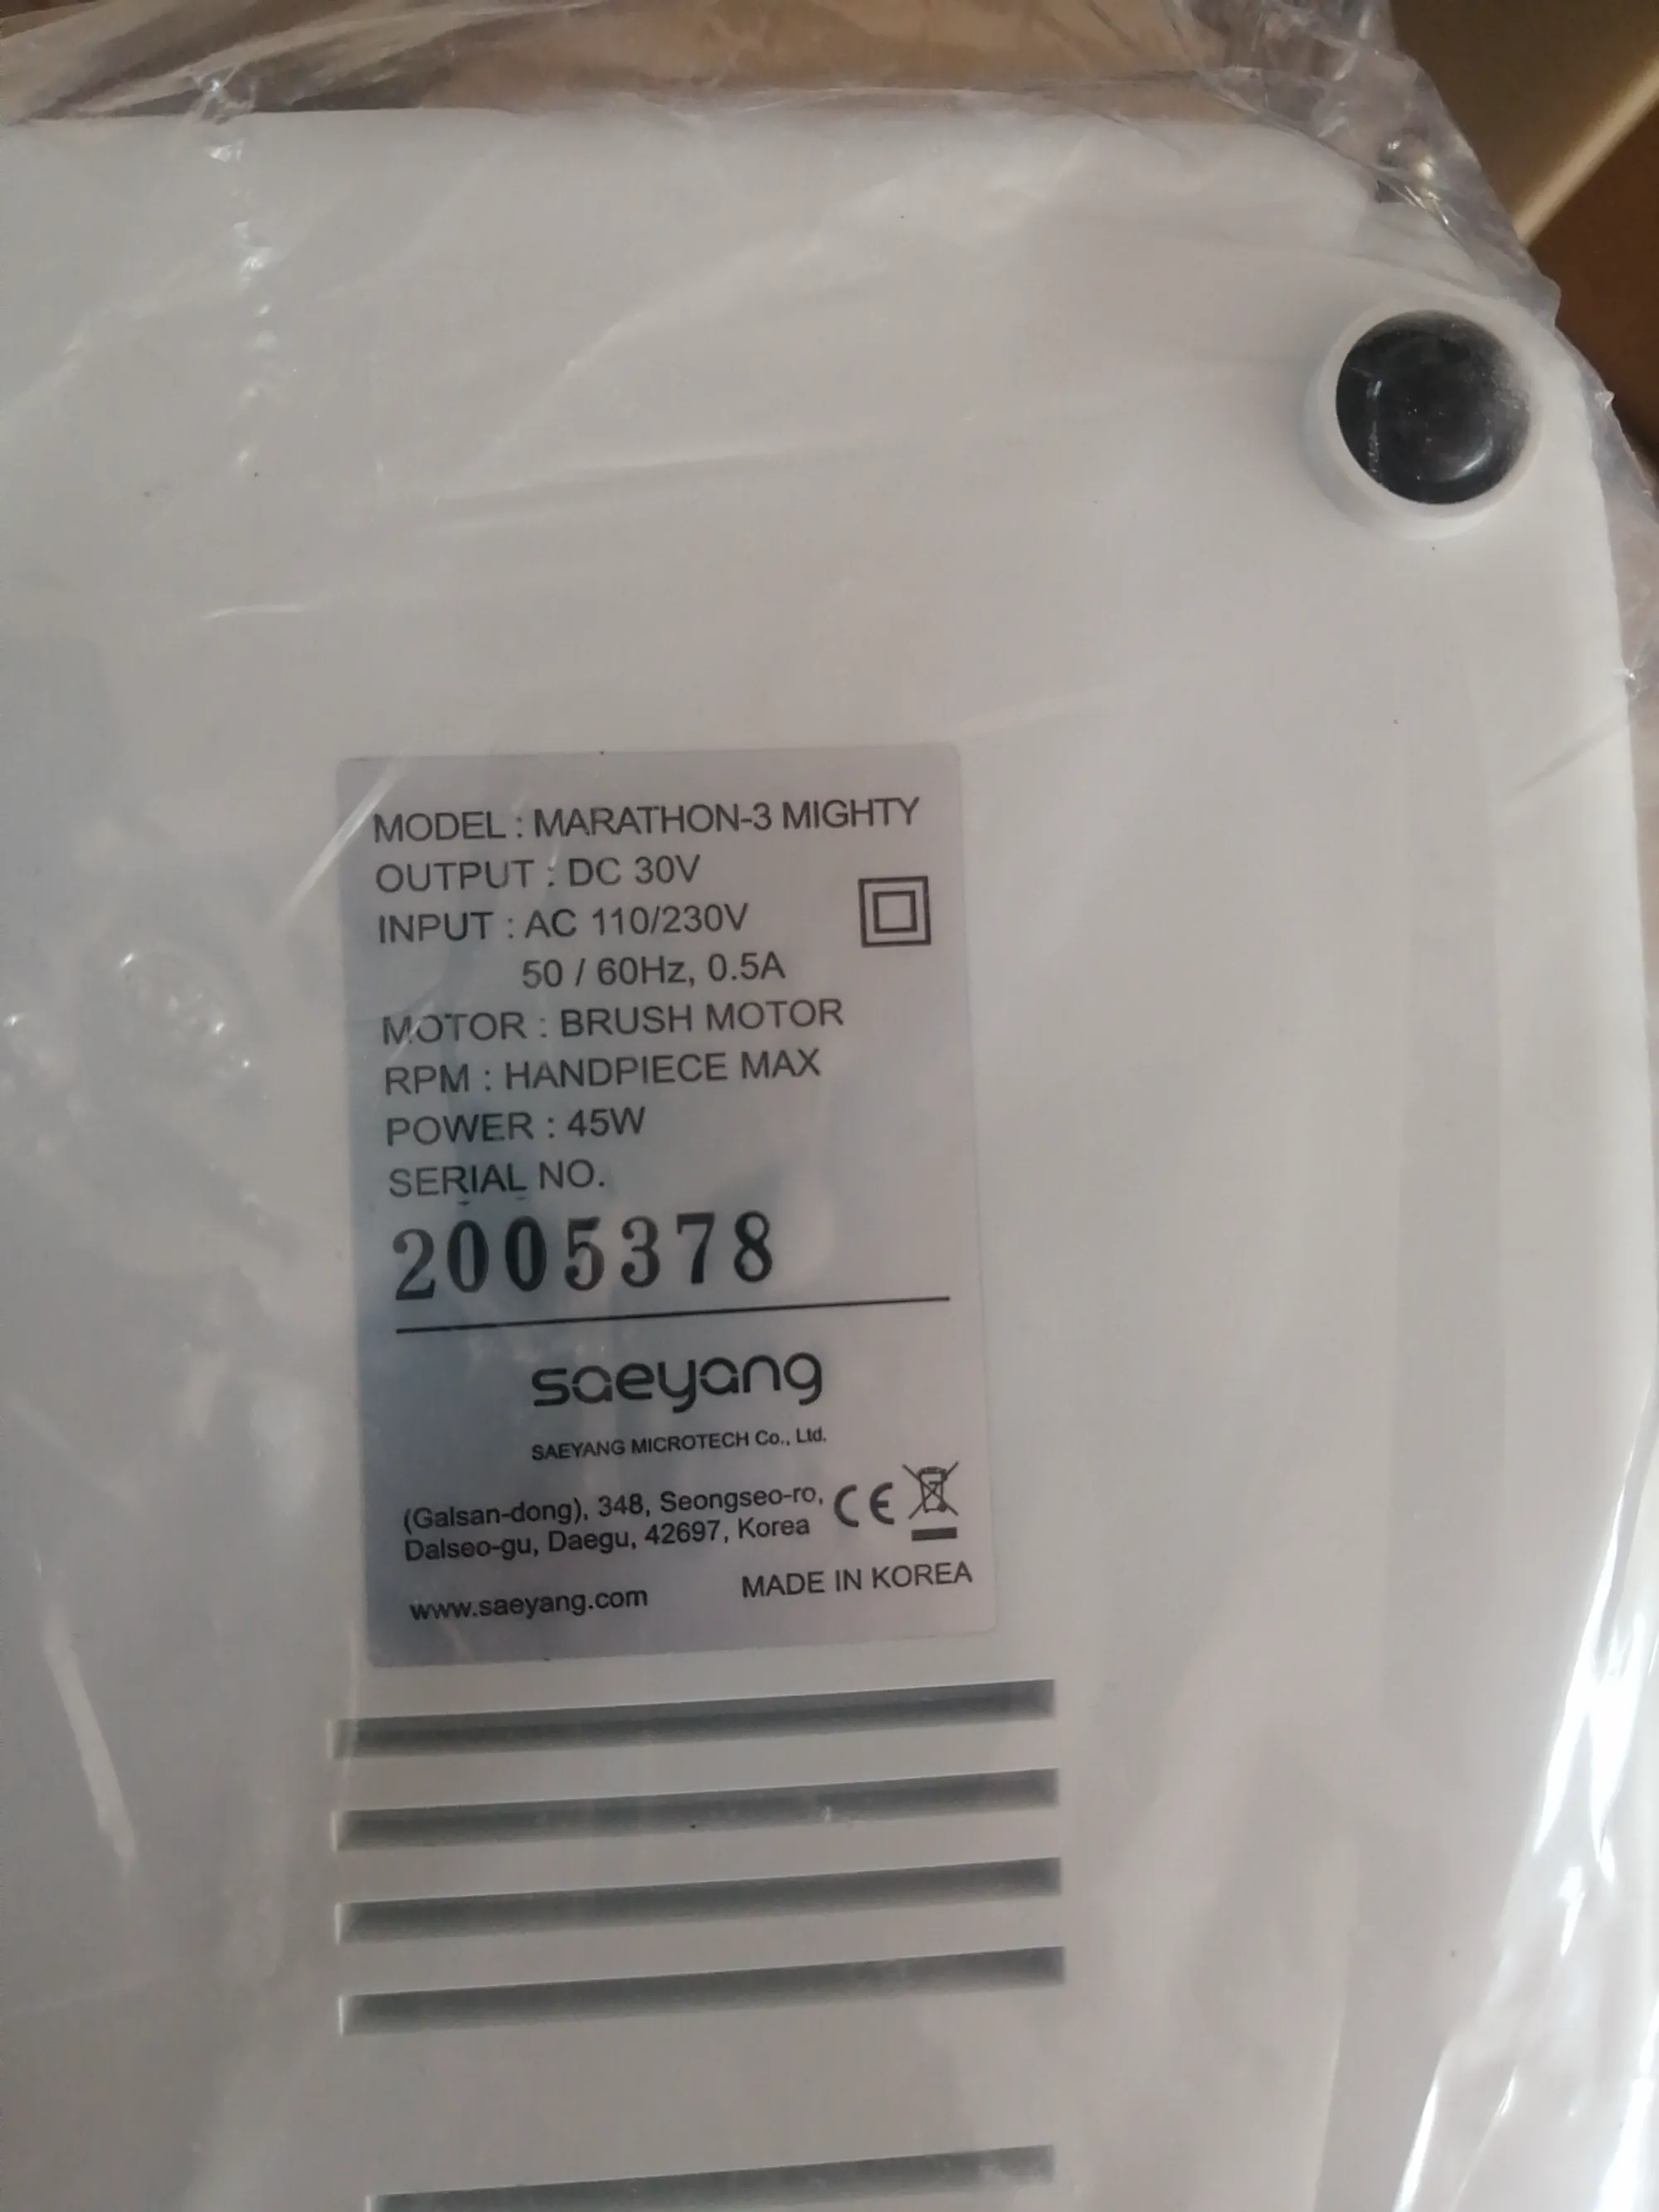 MODEL : MARATHON-3 MIGHTY
OUTPUT : DC 30V
INPUT : AC 110/230V
50 / 60Hz, 0.5A
MOTOR : BRUSH MOTOR
RPM : HANDPIECE MAX
POWER : 45W
SERIAL NO.
2005378
saeyang
SAEYANG MICROTECH Co., Ltd.
(Galsan-dong), 348, Seongseo-ro,
Dalseo-gu, Daegu, 42697, Korea
CE
www.saeyang.com MADE IN KOREA